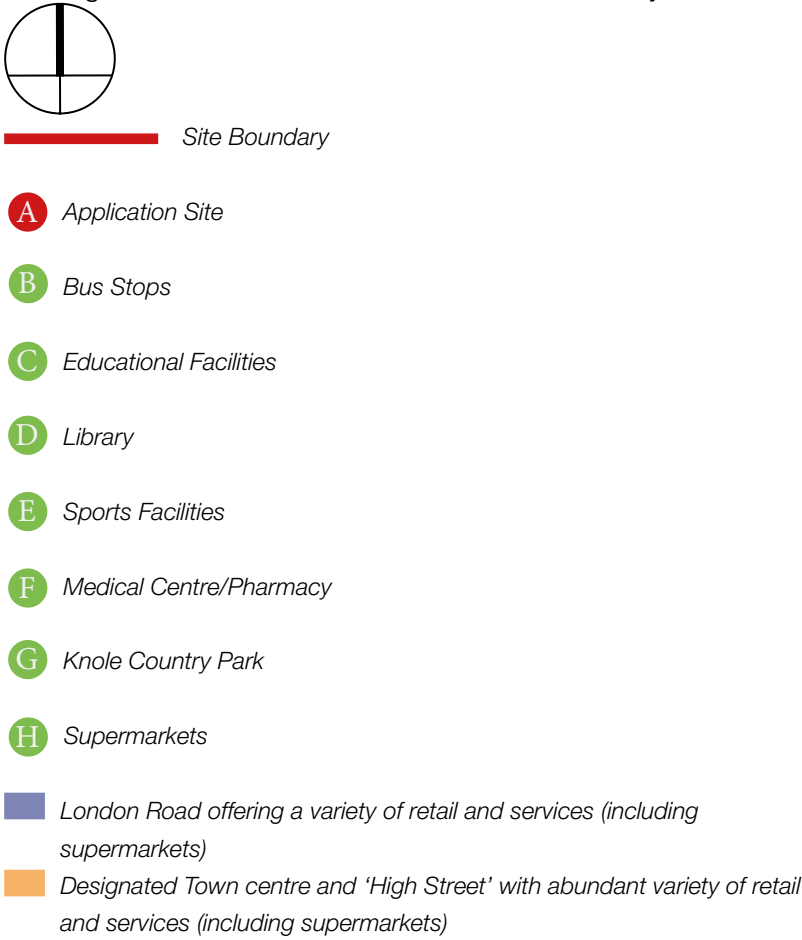 Site Boundary
A Application Site
B Bus Stops
C Educational Facilities
D Library
E Sports Facilities
F Medical Centre/Pharmacy
G Knole Country Park
H Supermarkets
London Road offering a variety of retail and services (including
supermarkets)
Designated Town centre and ‘High Street’ with abundant variety of retail
and services (including supermarkets)